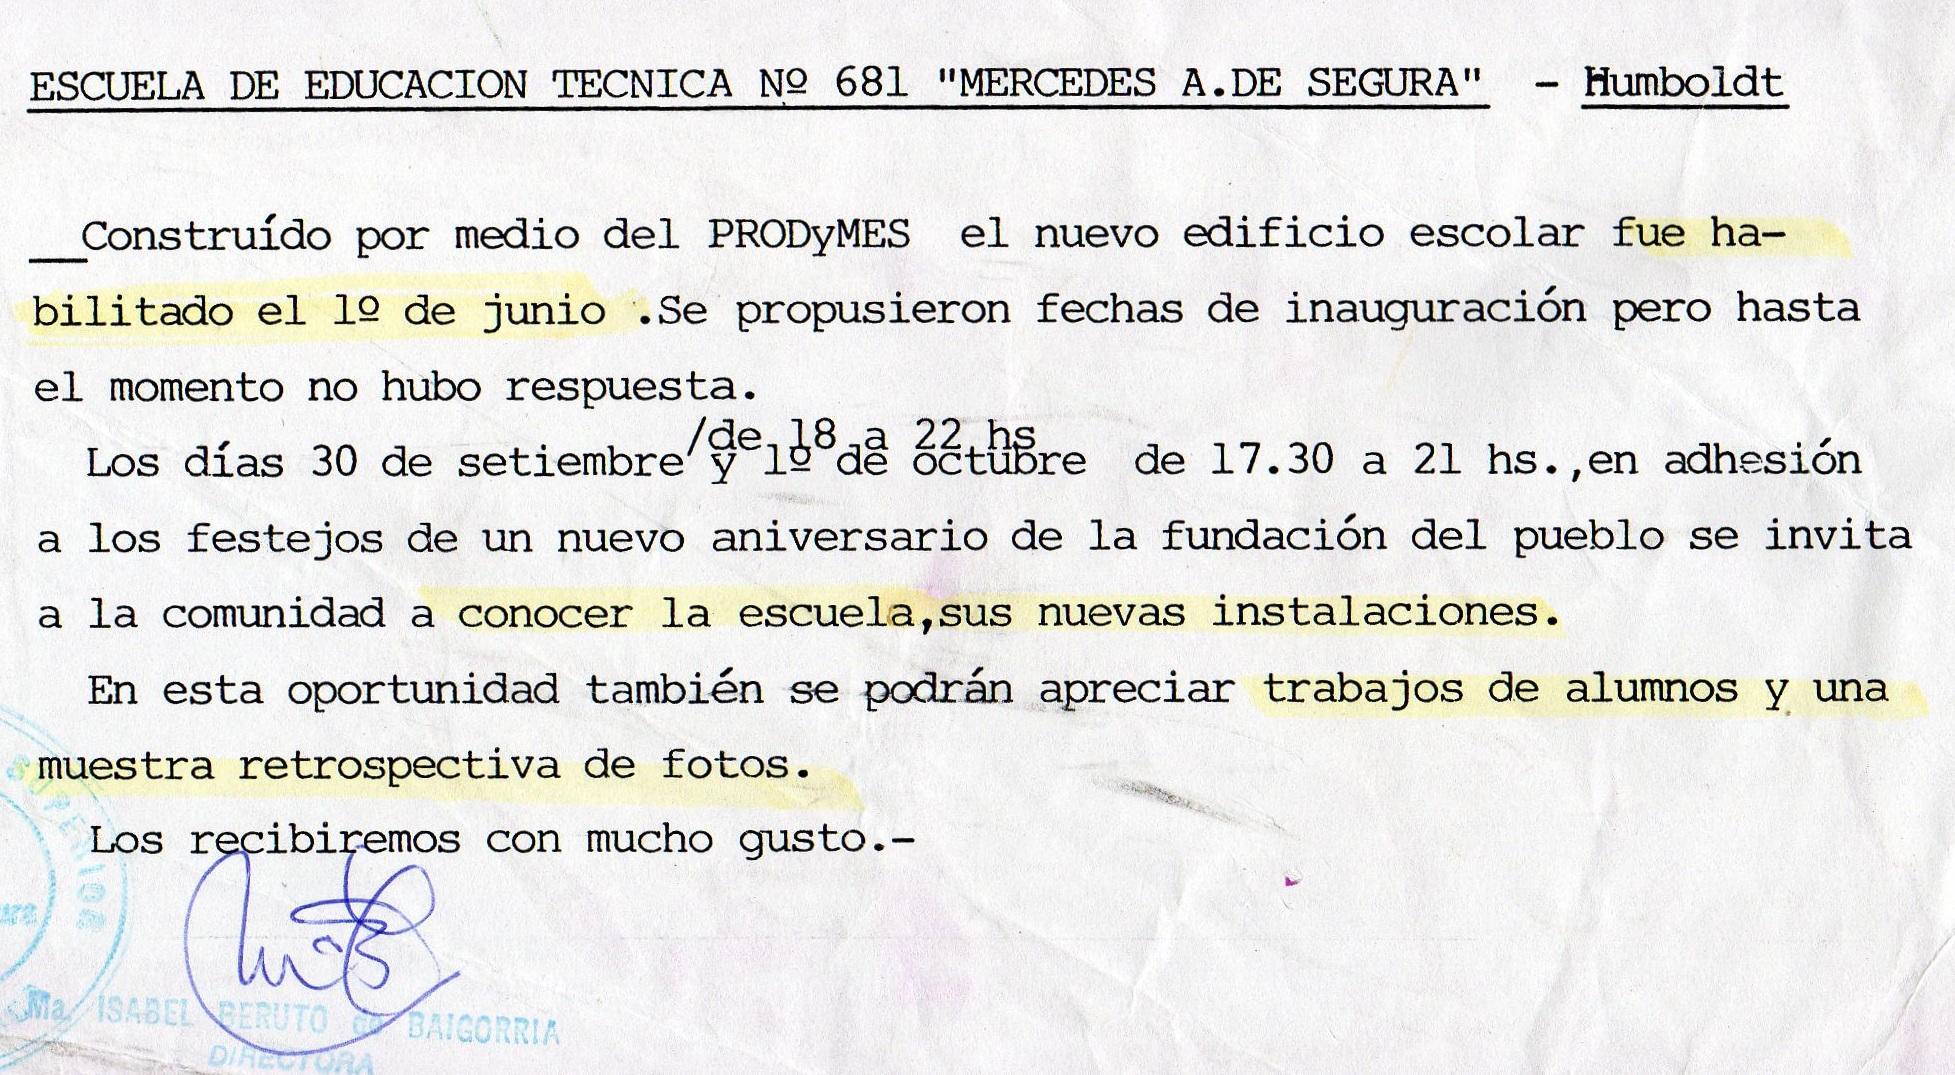 ESCUELA DE EDUCACION TECNICA Nº 681 "MERCEDES A.DE SEGURA" - Humboldt
__Construído por medio del PRODyMES el nuevo edificio escolar fue ha-
bilitado el 1º de junio .Se propusieron fechas de inauguración pero hasta
el momento no hubo respuesta.
/de 18 a 22 hs
Los días 30 de setiembre y 1º de octubre de 17.30 a 21 hs.,en adhesión
a los festejos de un nuevo aniversario de la fundación del pueblo se invita
a la comunidad a conocer la escuela,sus nuevas instalaciones.
En esta oportunidad también se podrán apreciar trabajos de alumnos y una
muestra retrospectiva de fotos.
Los recibiremos con mucho gusto.-
SUPERIOR
Ma. ISABEL BERUTO de BAIGORRIA
DIRECTORA